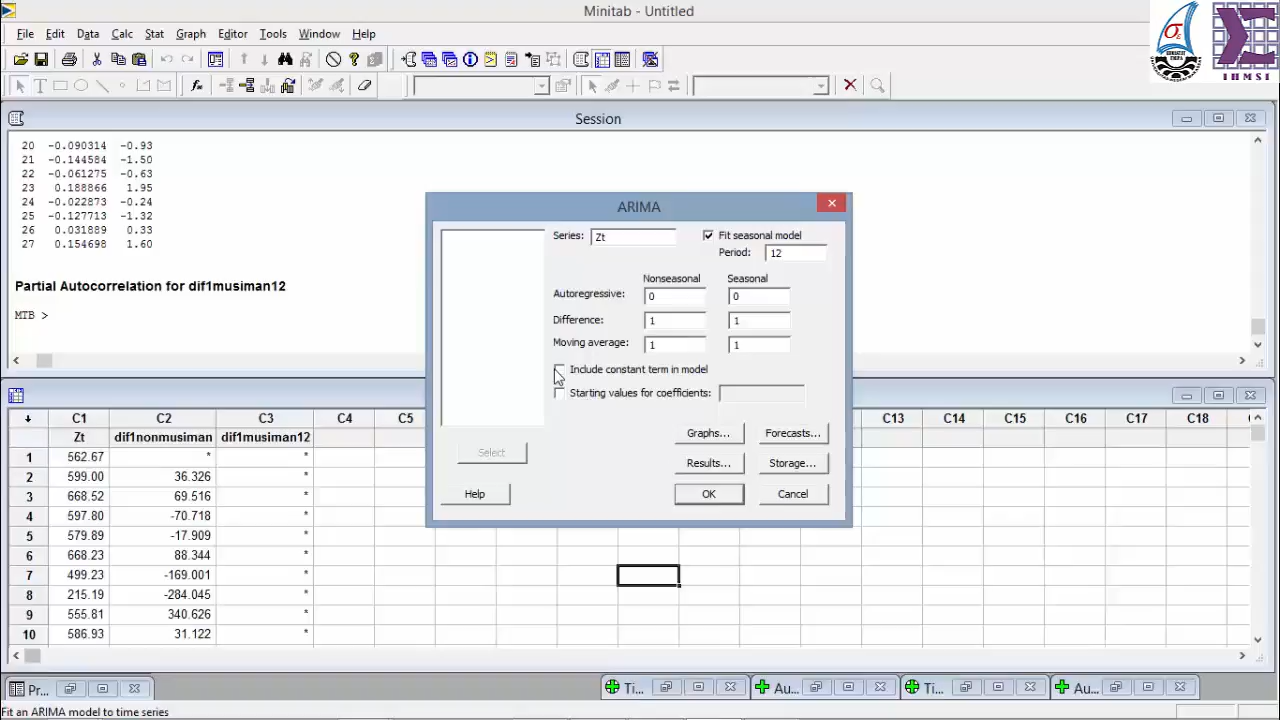 Minitab - Untitled
File Edit Data Calc Stat Graph Editor Tools Window Help
IHMSI
Session
20 -0.090314 -0.93
21 -0.144584 -1.50
22 -0.061275 -0.63
23 0.188866 1.95
24 -0.022873 -0.24
25 -0.127713 -1.32
26 0.031889 0.33
27 0.154698 1.60
Partial Autocorrelation for dif1musiman12
MTB >
ARIMA
Series: Zt
Fit seasonal model
Period: 12
Nonseasonal Seasonal
Autoregressive: 0 0
Difference: 1 1
Moving average: 1 1
Include constant term in model
Starting values for coefficients:
Graphs... Forecasts...
Select
Results... Storage...
Help OK Cancel
C1 C2 C3 C4 C5 C13 C14 C15 C16 C17 C18
Zt dif1nonmusiman dif1musiman12
1 562.67 * *
2 599.00 36.326 *
3 668.52 69.516 *
4 597.80 -70.718 *
5 579.89 -17.909 *
6 668.23 88.344 *
7 499.23 -169.001 *
8 215.19 -284.045 *
9 555.81 340.626 *
10 586.93 31.122 *
Pr... Ti... Au... Ti... Au...
Fit an ARIMA model to time series